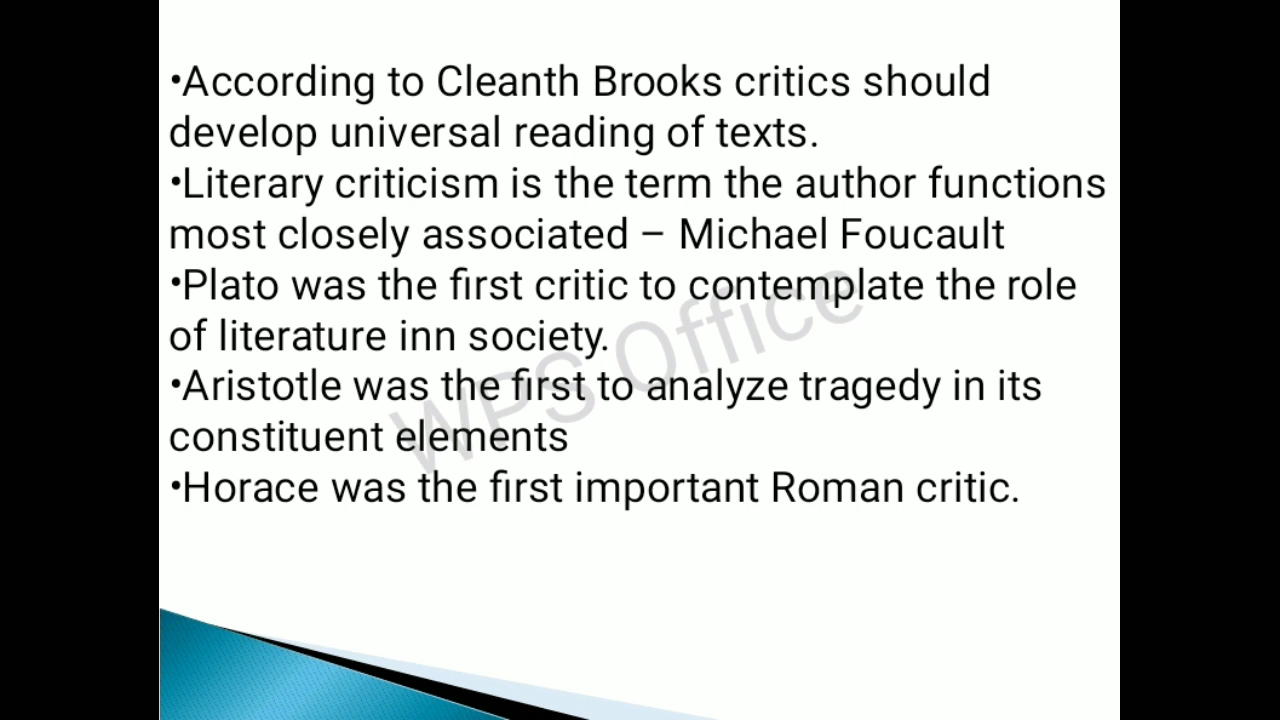 •According to Cleanth Brooks critics should
develop universal reading of texts.
•Literary criticism is the term the author functions
most closely associated – Michael Foucault
•Plato was the first critic to contemplate the role
of literature inn society.
•Aristotle was the first to analyze tragedy in its
constituent elements
•Horace was the first important Roman critic.
WPS Office